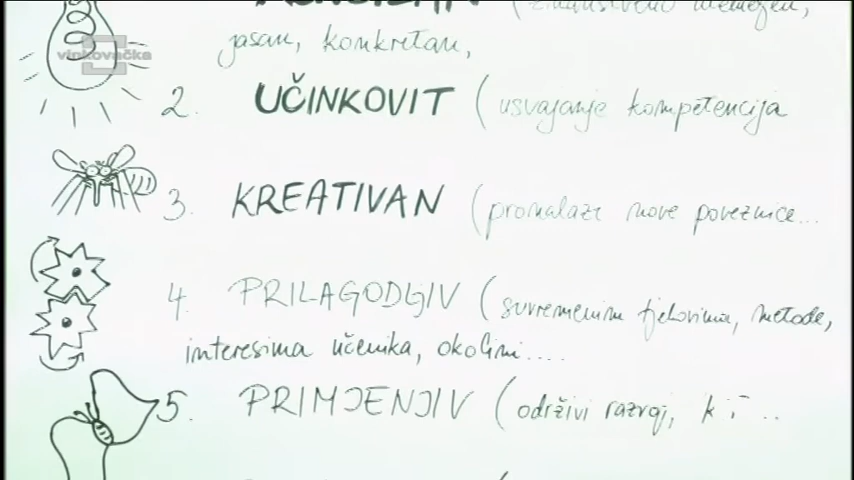 vinkovačka
jasan, konkretan,
2. UČINKOVIT (usvajanje kompetencija
3. KREATIVAN (pronalazi nove poveznice...
4. PRILAGODLJIV (suvremenim tijekovima, metode,
interesima učenika, okolini....
5. PRIMJENJIV (održivi razvoj, k